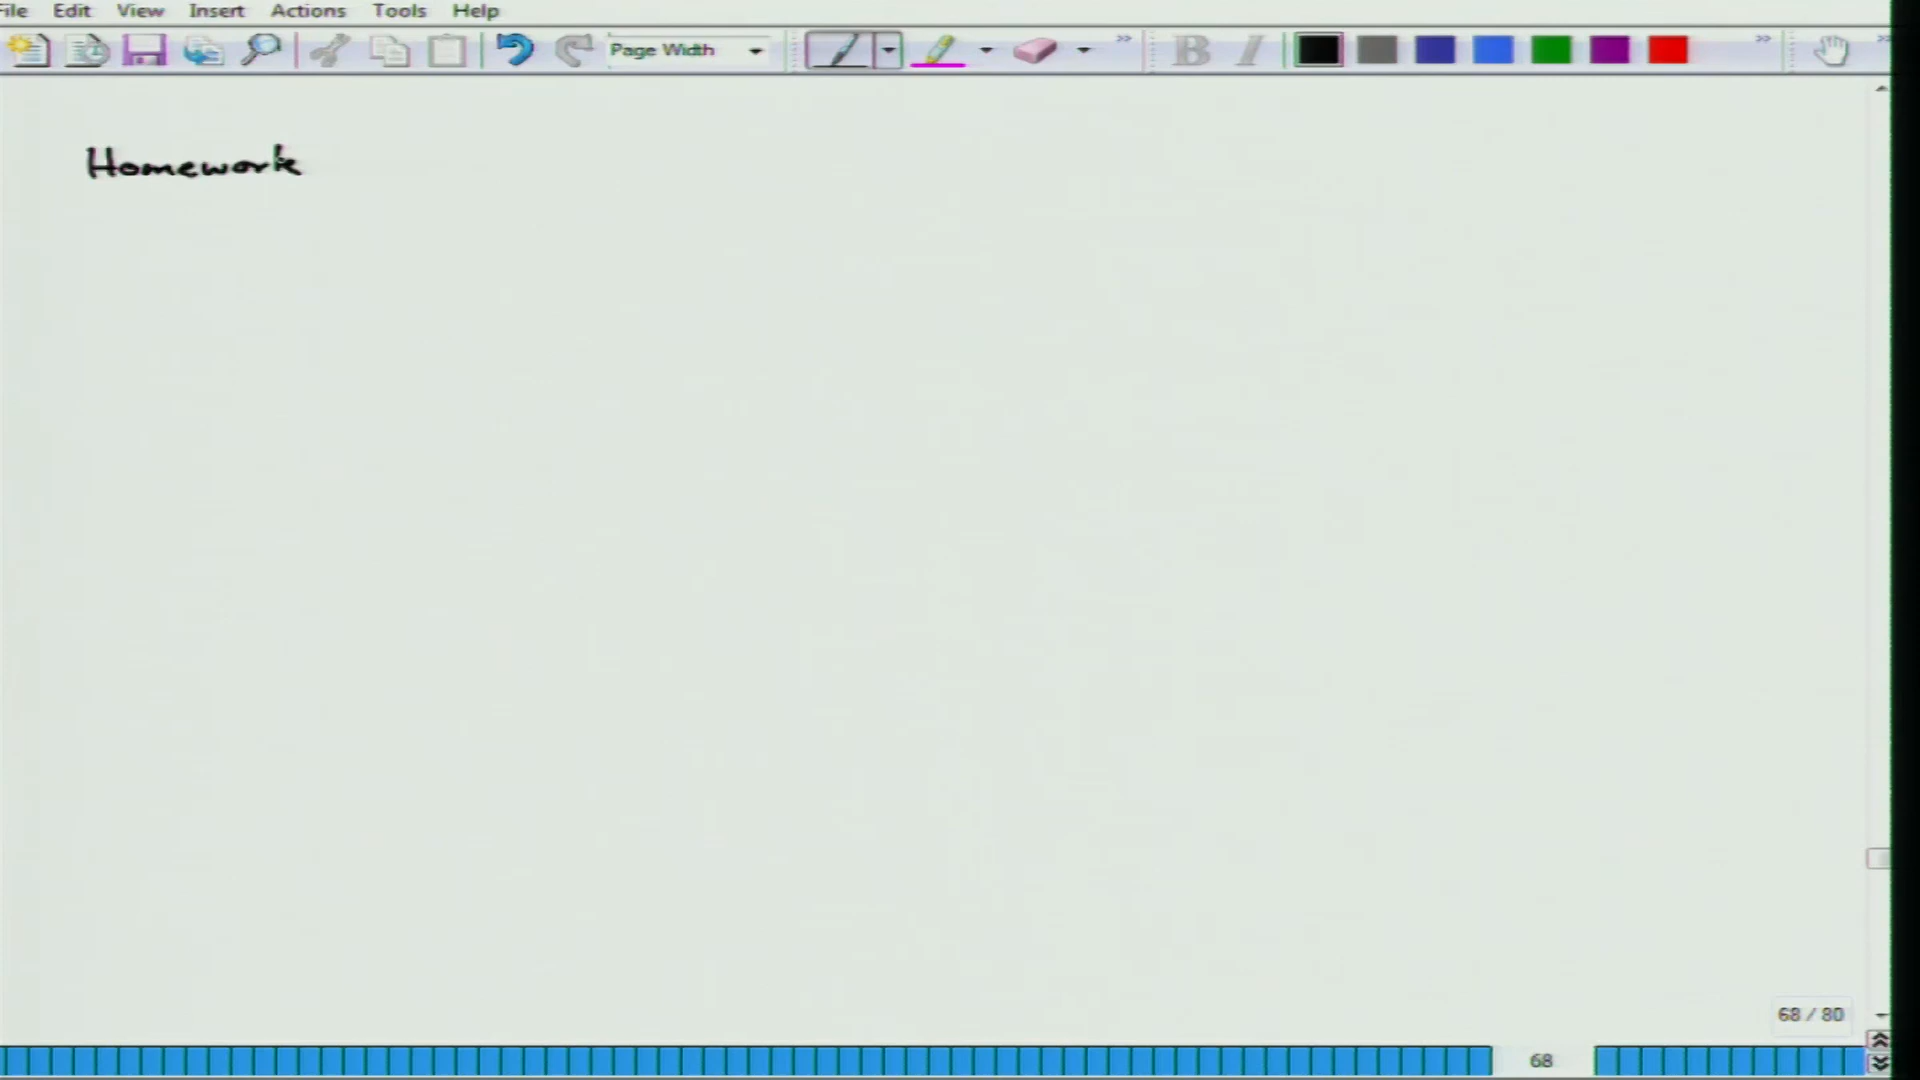 File Edit View Insert Actions Tools Help
Page Width
B I
Homework
68 / 80
68